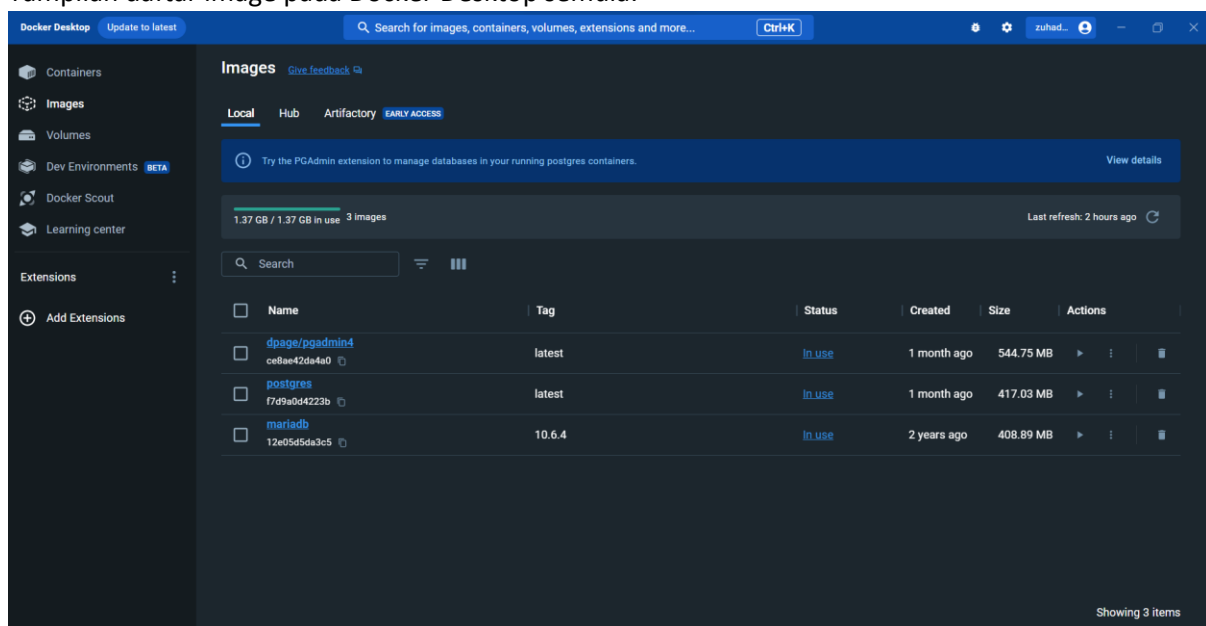 Tampilan daftar image pada Docker Desktop semula:
Docker Desktop Update to latest Search for images, containers, volumes, extensions and more... Ctrl+K zuhad...
Containers
Images
Volumes
Dev Environments BETA
Docker Scout
Learning center
Extensions
Add Extensions
Images Give feedback
Local Hub Artifactory EARLY ACCESS
Try the PGAdmin extension to manage databases in your running postgres containers. View details
1.37 GB / 1.37 GB in use 3 images Last refresh: 2 hours ago
Search
Name Tag Status Created Size Actions
dpage/pgadmin4
ce8ae42da4a0
latest In use 1 month ago 544.75 MB
postgres
f7d9a0d4223b
latest In use 1 month ago 417.03 MB
mariadb
12e05d5da3c5
10.6.4 In use 2 years ago 408.89 MB
Showing 3 items